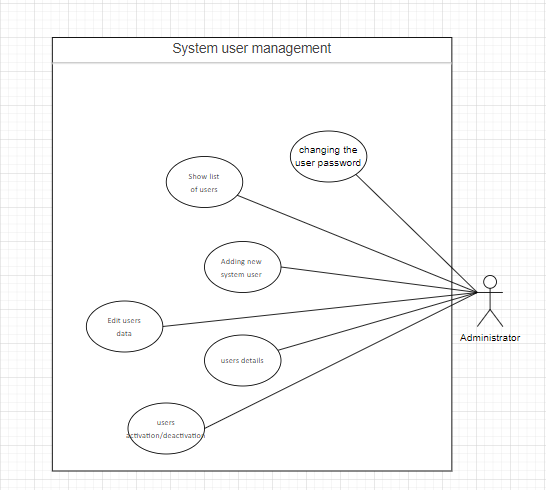 System user management
changing the
user password
Show list
of users
Adding new
system user
Edit users
data
users details
users
activation/deactivation
Administrator